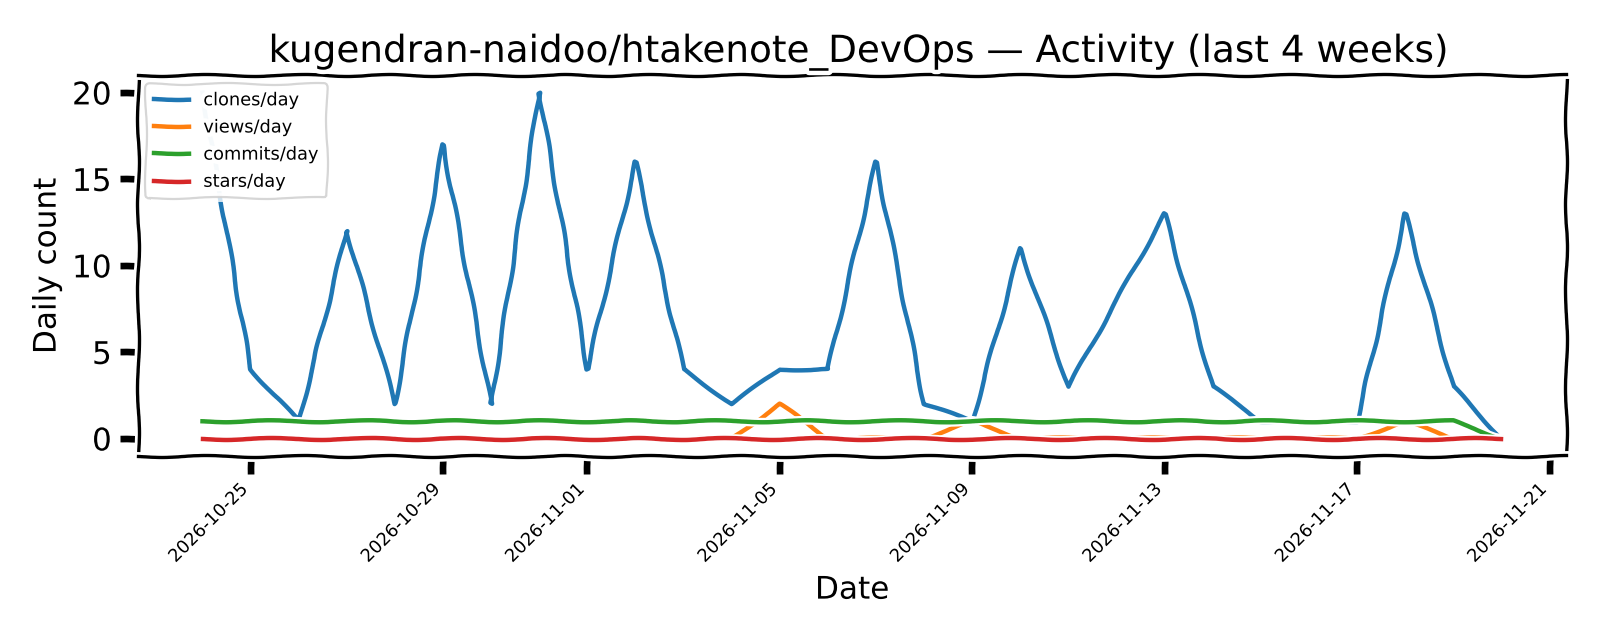 kugendran-naidoo/htakenote_DevOps — Activity (last 4 weeks)
Daily count
20
15
10
5
0
clones/day
views/day
commits/day
stars/day
2026-10-25
2026-10-29
2026-11-01
2026-11-05
2026-11-09
2026-11-13
2026-11-17
2026-11-21
Date